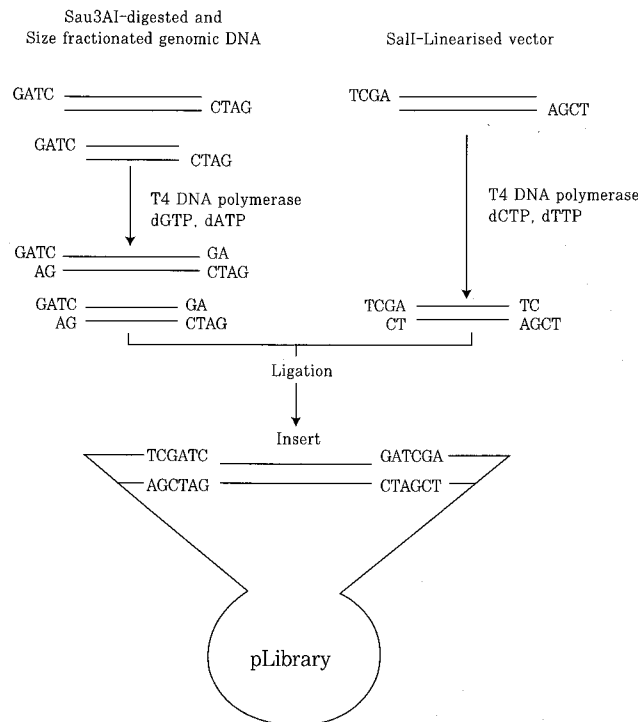 Sau3AI-digested and
Size fractionated genomic DNA
SalI-Linearised vector
GATC
CTAG
TCGA
AGCT
GATC
CTAG
T4 DNA polymerase
dGTP, dATP
T4 DNA polymerase
dCTP, dTTP
GATC GA
AG CTAG
GATC GA
AG CTAG
TCGA TC
CT AGCT
Ligation
Insert
TCGATC GATCGA
AGCTAG CTAGCT
pLibrary